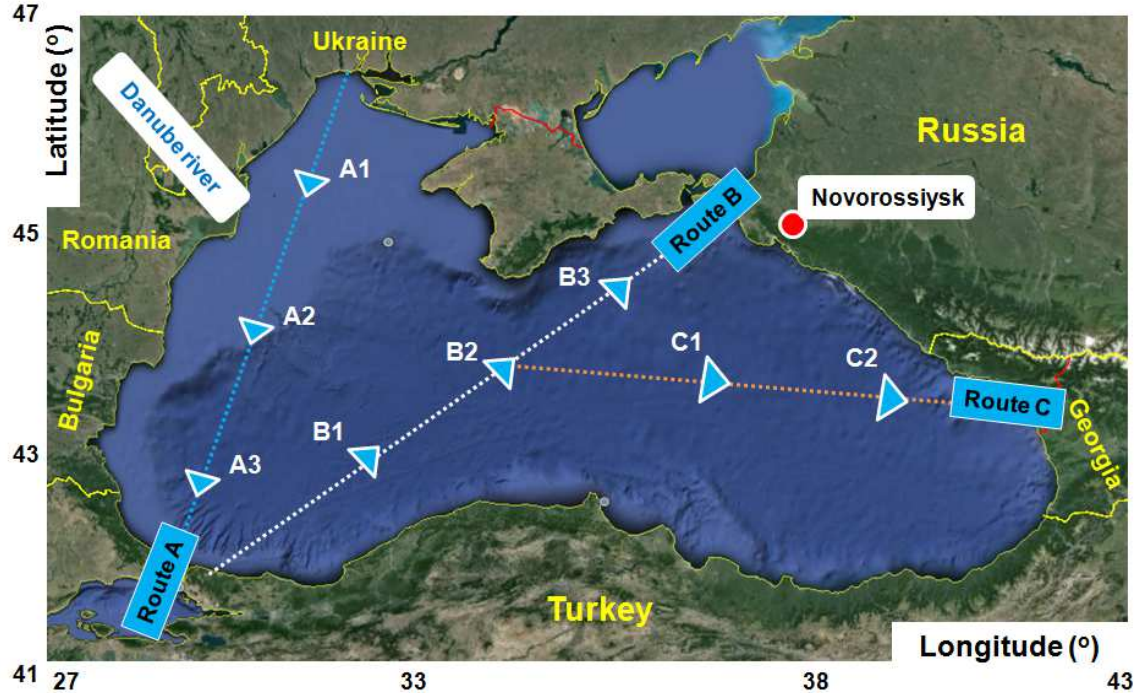 47
Latitude (o)
Ukraine
Danube river
Russia
A1
Route B
Novorossiysk
45
Romania
B3
A2
B2
C1
C2
Bulgaria
Route C
Georgia
B1
43
A3
Route A
Turkey
Longitude (o)
41
27
33
38
43